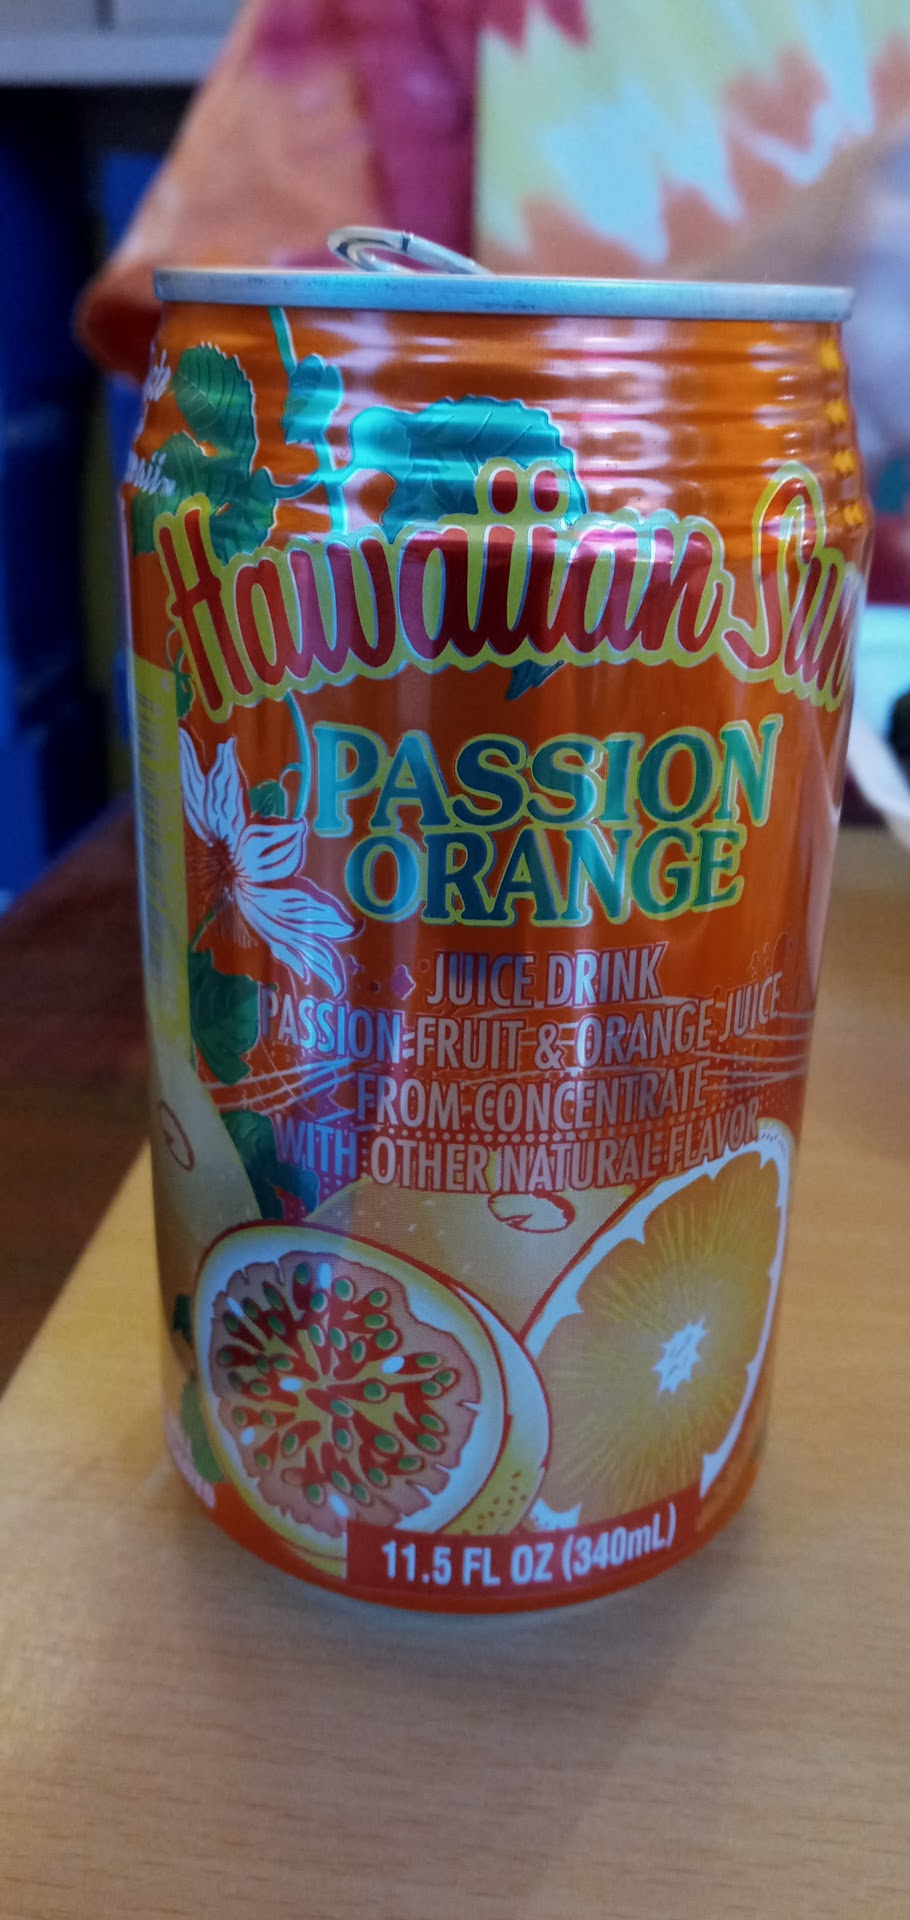 Hawaiian Sun
PASSION
ORANGE
JUICE DRINK
PASSION FRUIT & ORANGE JUICE
FROM CONCENTRATE
WITH OTHER NATURAL FLAVOR
11.5 FL OZ (340mL)